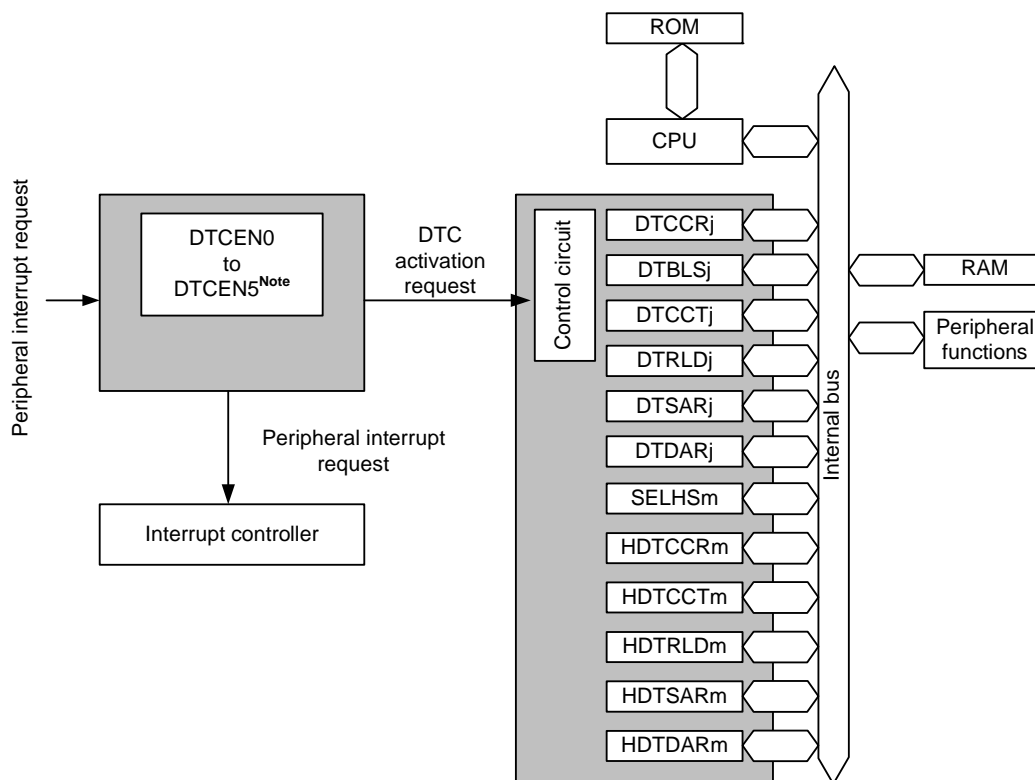 ROM
CPU
Peripheral interrupt request
DTCEN0
to
DTCEN5Note
DTC
activation
request
Control circuit
DTCCRj
DTBLSj
DTCCTj
DTRLDj
DTSARj
DTDARj
SELHSm
HDTCCRm
HDTCCTm
HDTRLDm
HDTSARm
HDTDARm
Internal bus
RAM
Peripheral
functions
Peripheral interrupt
request
Interrupt controller